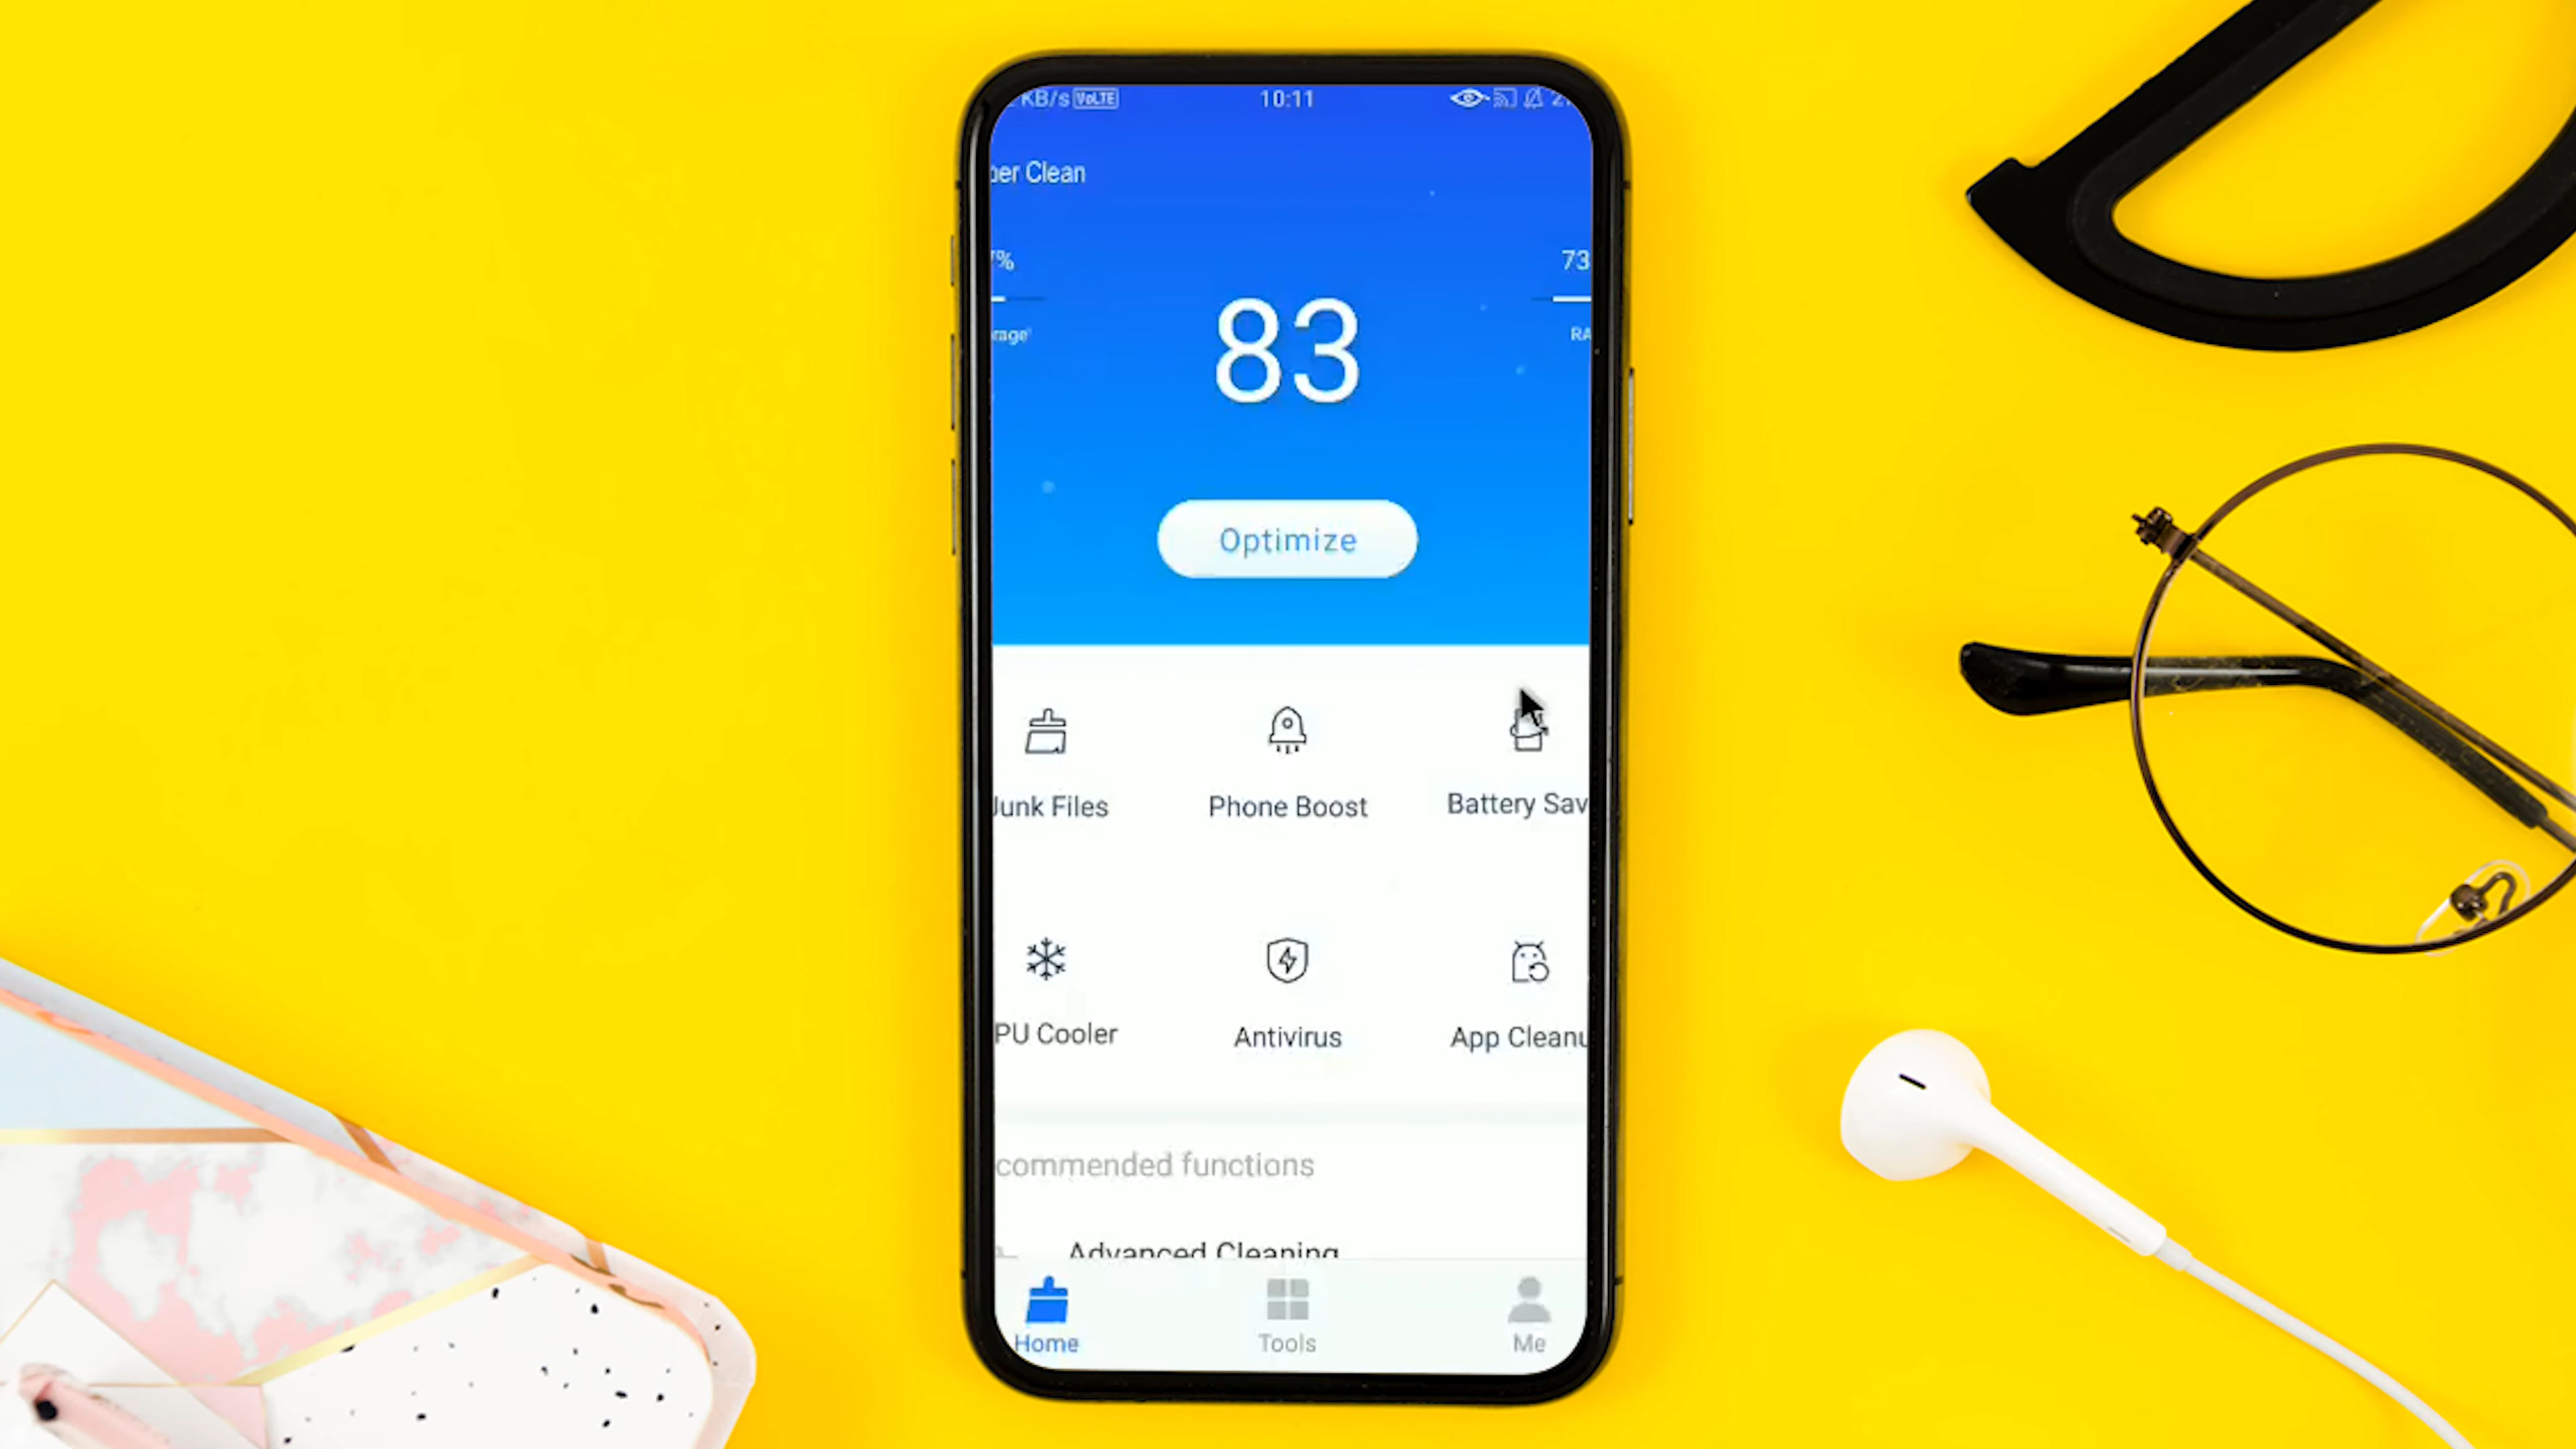 KB/s VoLTE 10:11
per Clean
% 73
rage RA
83
Optimize
Junk Files Phone Boost Battery Sav
PU Cooler Antivirus App Cleanu
commended functions
Advanced Cleaning
Home Tools Me